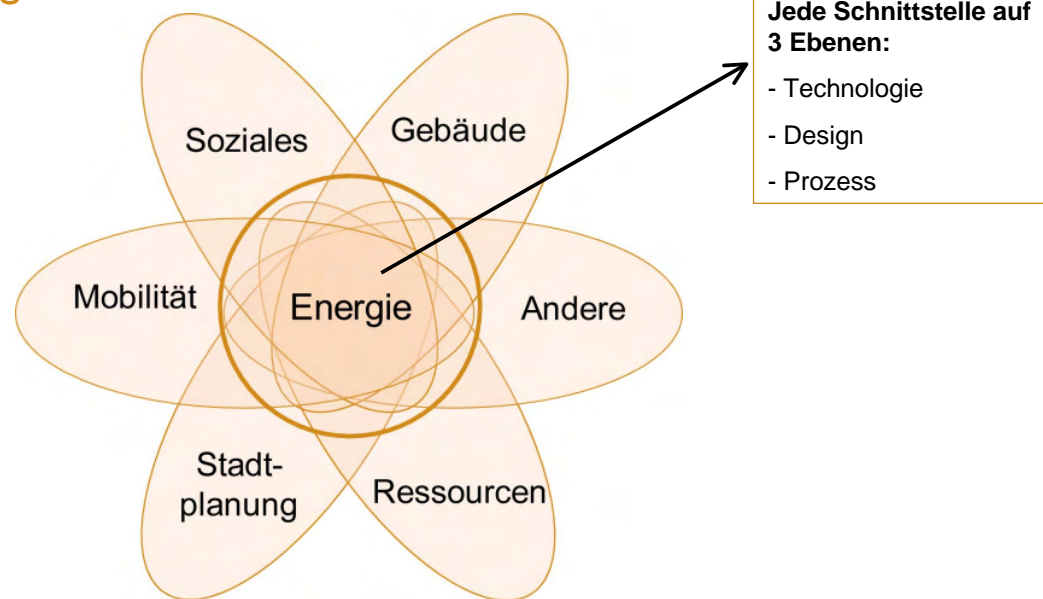 Jede Schnittstelle auf
3 Ebenen:
- Technologie
- Design
- Prozess
Soziales
Gebäude
Mobilität
Energie
Andere
Stadt-
planung
Ressourcen